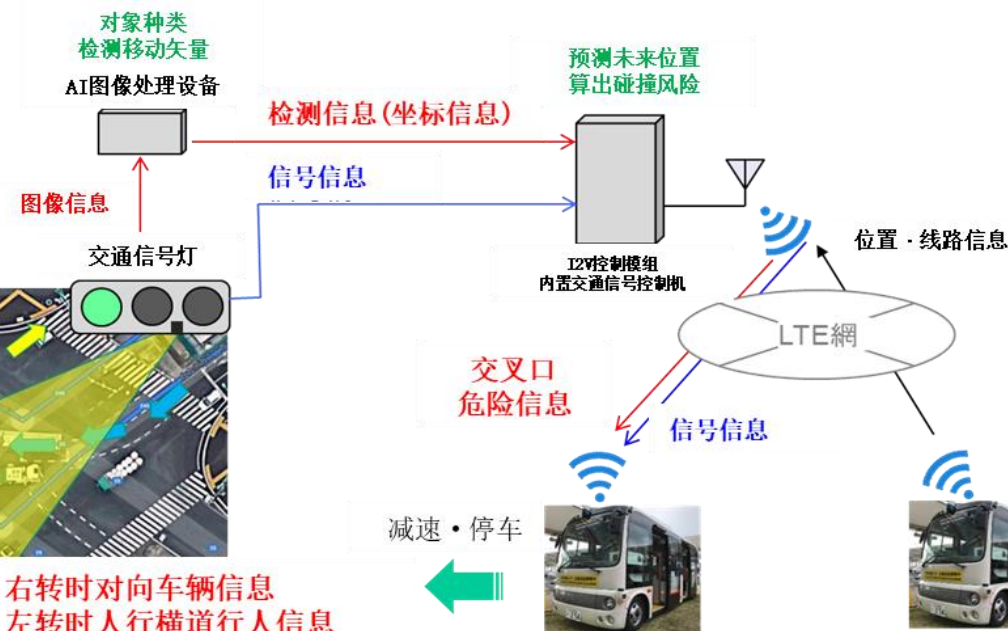 对象种类
检测移动矢量
AI图像处理设备
预测未来位置
算出碰撞风险
检测信息(坐标信息)
信号信息
图像信息
交通信号灯
I2V控制模组
内置交通信号控制机
位置·线路信息
LTE網
交叉口
危险信息
信号信息
减速·停车
右转时对向车辆信息
左转时人行横道行人信息